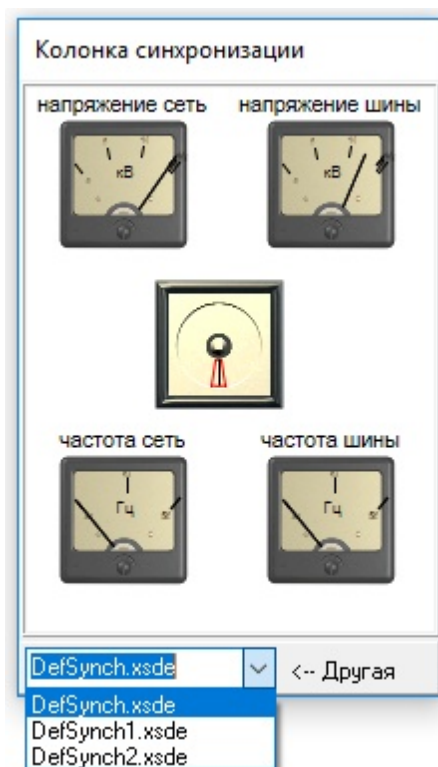 Колонка синхронизации
напряжение сеть напряжение шины
кВ кВ
частота сеть частота шины
Гц Гц
DefSynch.xsde <-- Другая
DefSynch.xsde
DefSynch1.xsde
DefSynch2.xsde